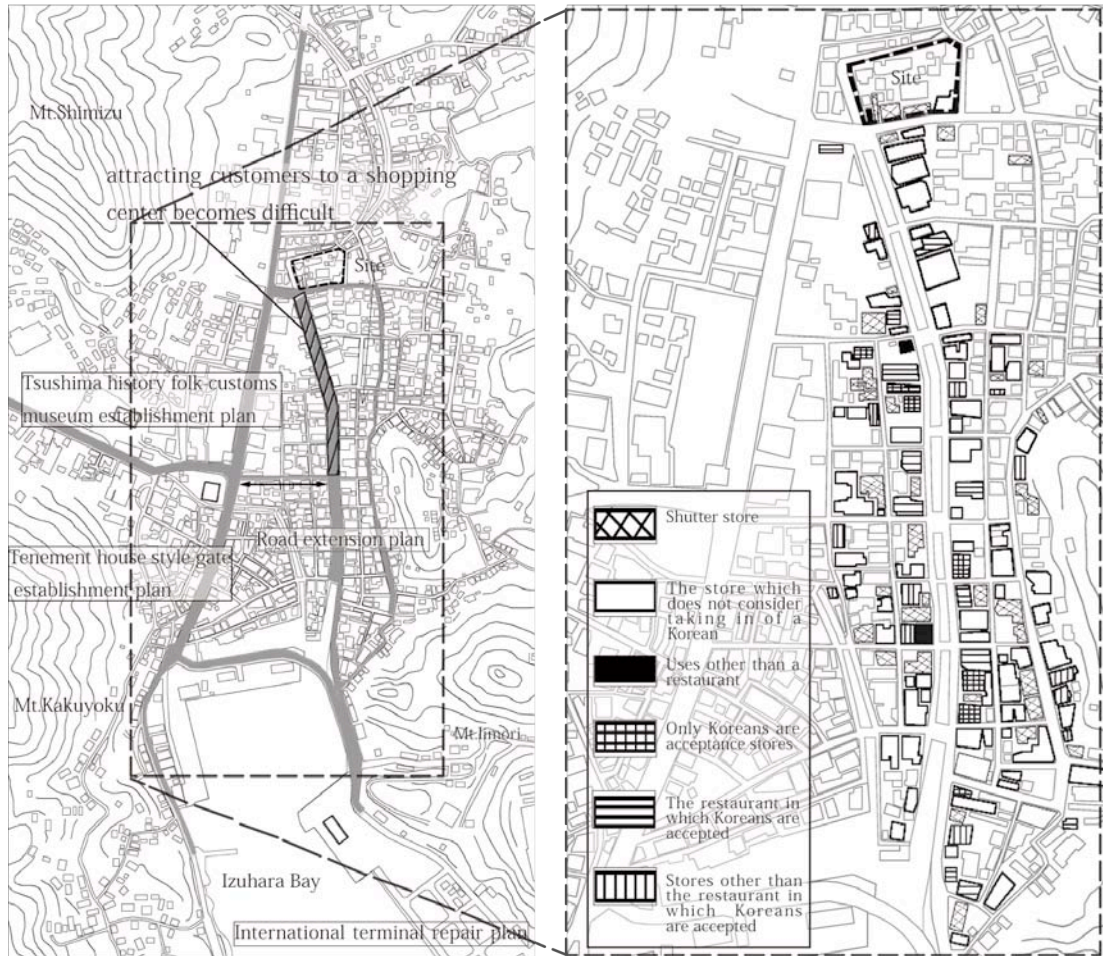 Mt.Shimizu
attracting customers to a shopping
center becomes difficult
Site
Tsushima history folk customs
museum establishment plan
Road extension plan
Tenement house style gate
establishment plan
Mt.Kakuyoku
Mt.Iimori
Izuhara Bay
International terminal repair plan
Site
Shutter store
The store which
does not consider
taking in of a
Korean
Uses other than a
restaurant
Only Koreans are
acceptance stores
The restaurant in
which Koreans are
accepted
Stores other than
the restaurant in
which Koreans
are accepted